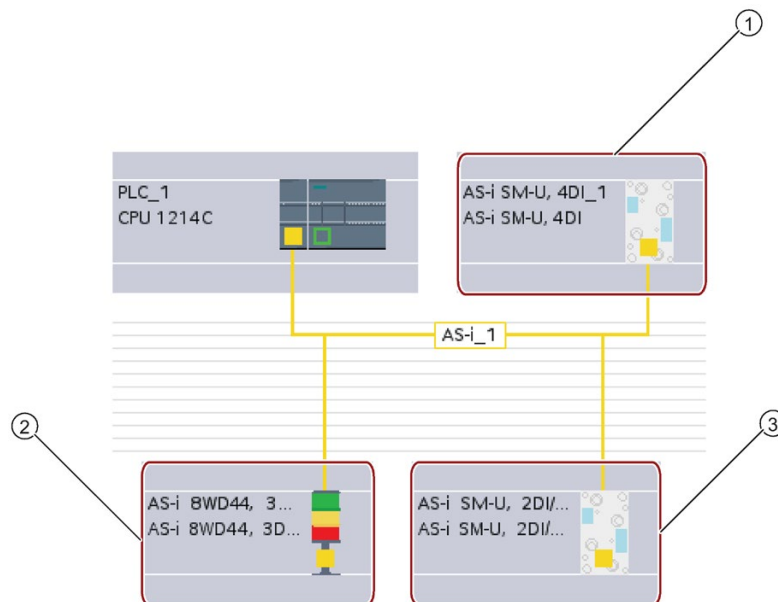 ①
PLC_1
CPU 1214C
AS-i SM-U, 4DI_1
AS-i SM-U, 4DI
AS-i_1
②
③
AS-i 8WD44, 3...
AS-i 8WD44, 3D...
AS-i SM-U, 2DI/...
AS-i SM-U, 2DI/...